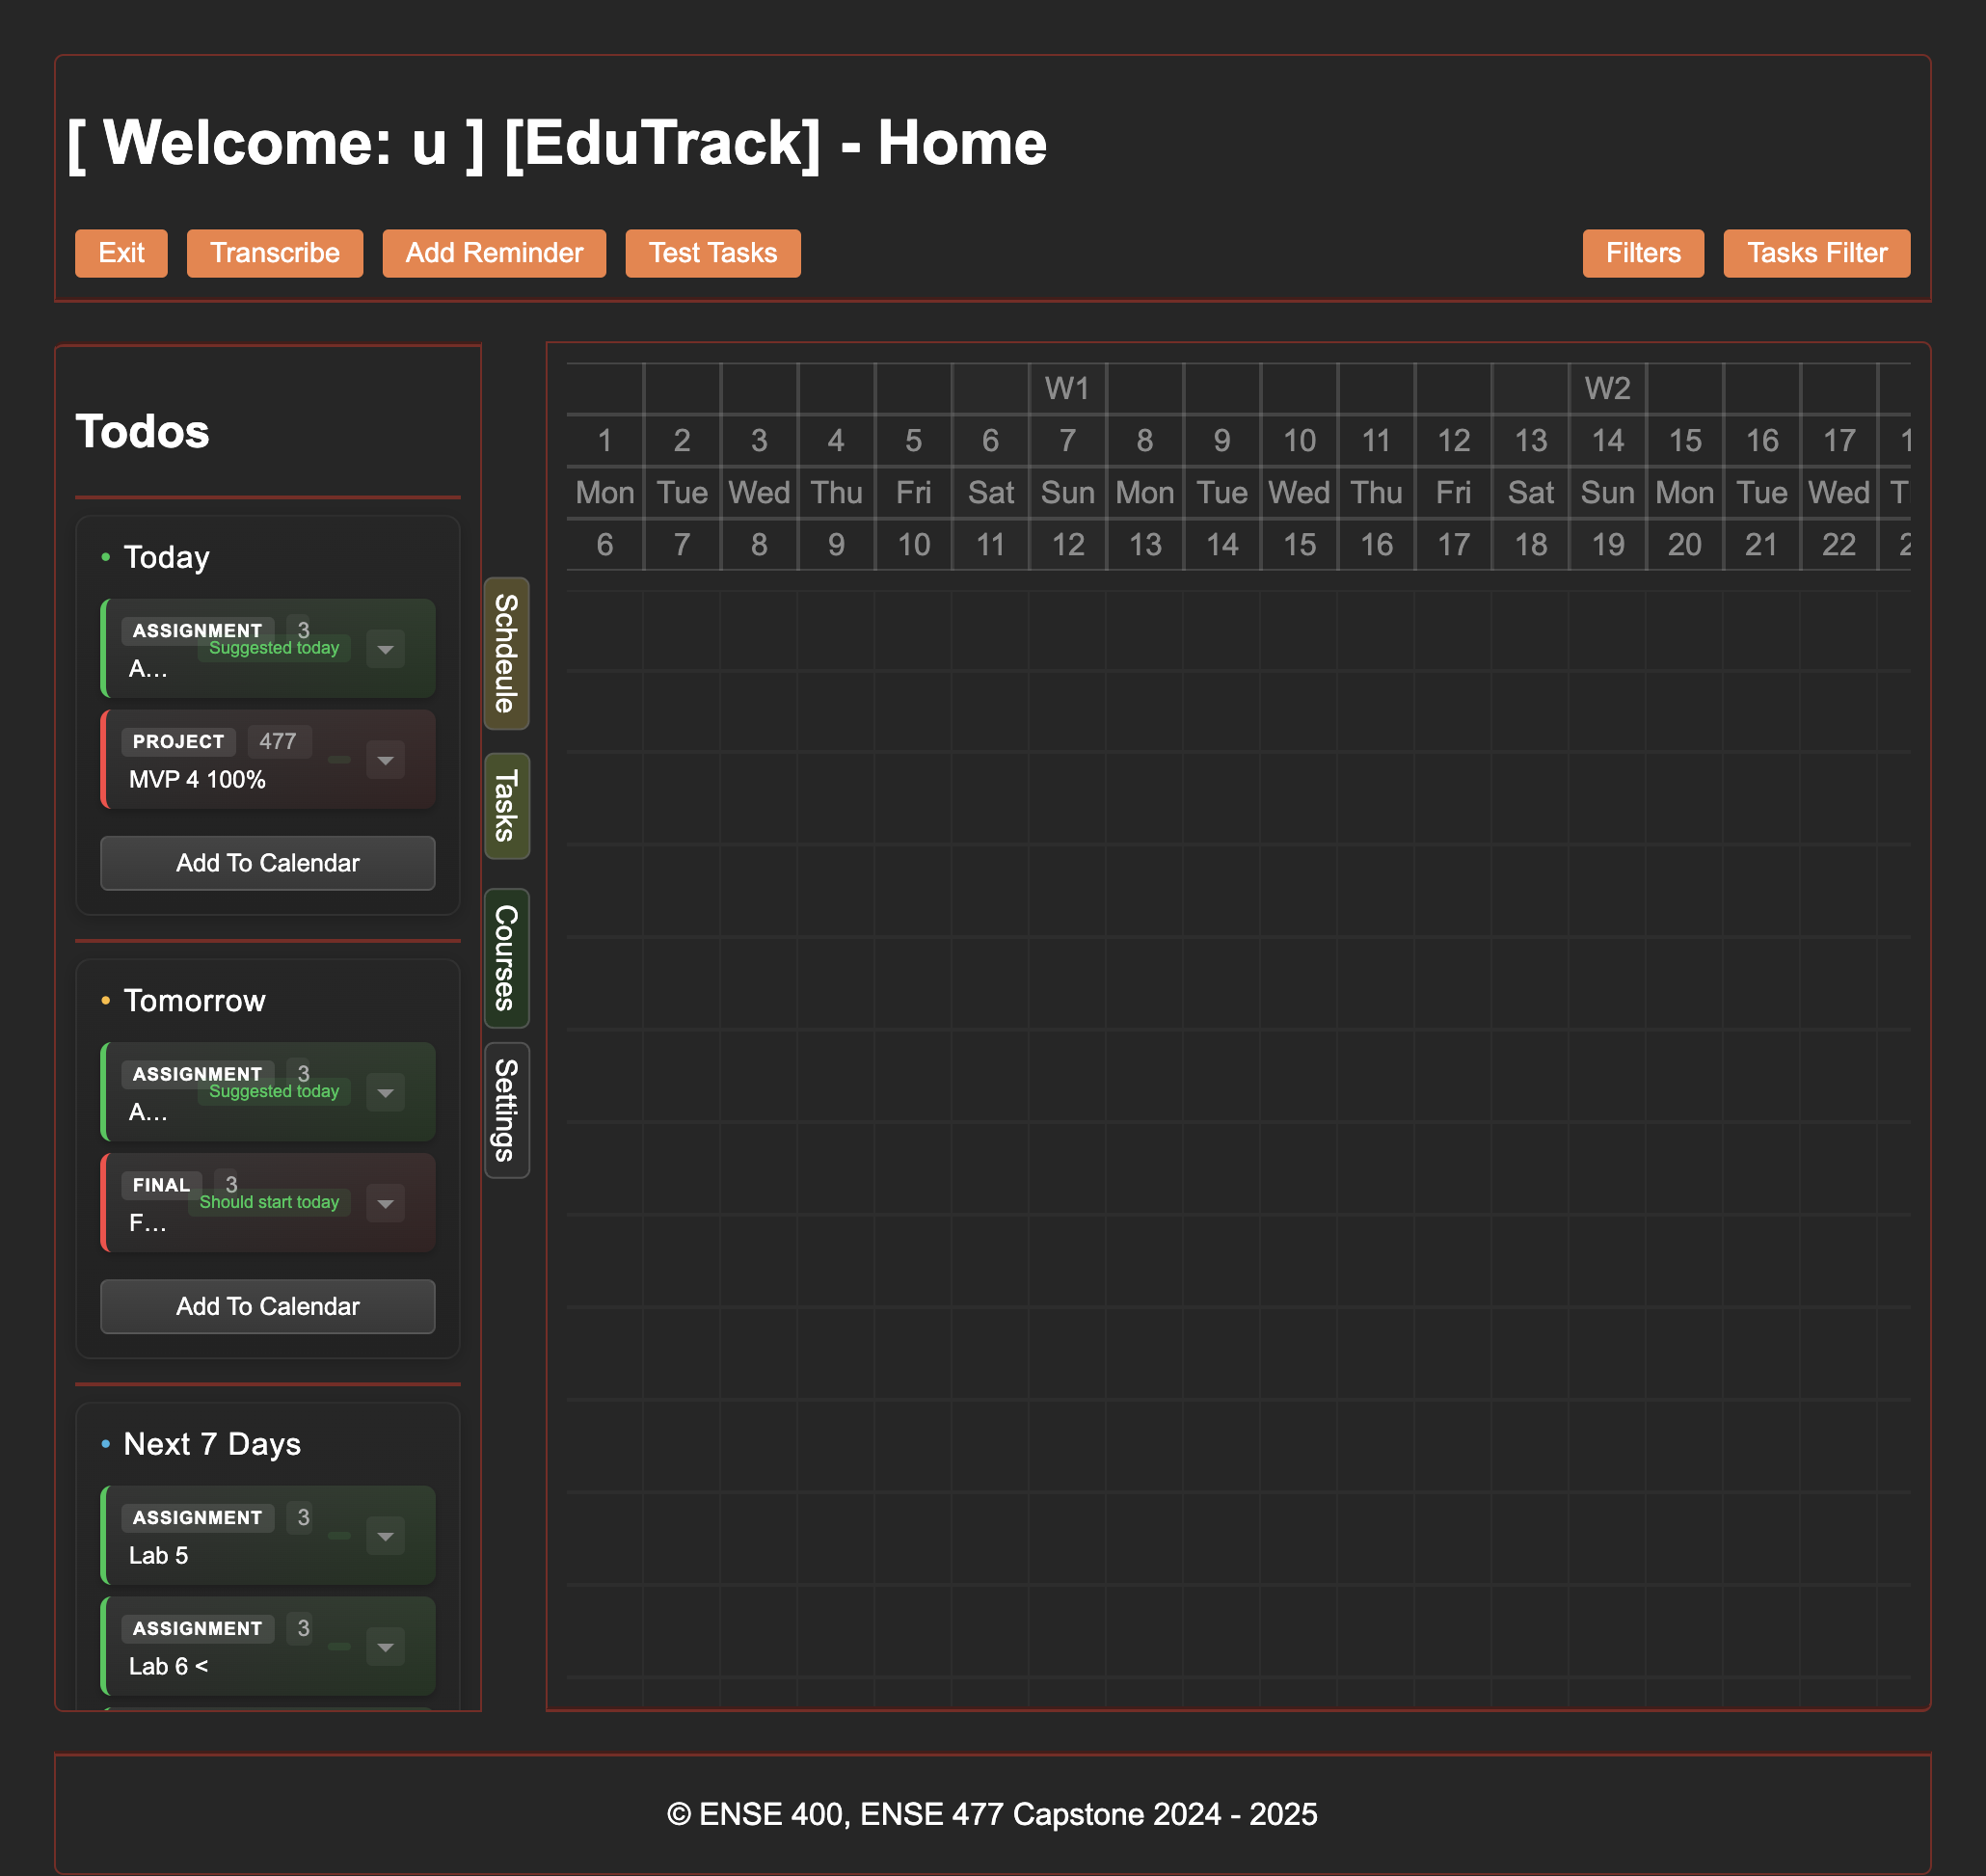 [ Welcome: u ] [EduTrack] - Home
Exit Transcribe Add Reminder Test Tasks Filters Tasks Filter
Todos
• Today
ASSIGNMENT 3
Suggested today
A...
PROJECT 477
MVP 4 100%
Add To Calendar
• Tomorrow
ASSIGNMENT 3
Suggested today
A...
FINAL 3
Should start today
F...
Add To Calendar
• Next 7 Days
ASSIGNMENT 3
Lab 5
ASSIGNMENT 3
Lab 6 <
Schdeule
Tasks
Courses
Settings
W1 W2
1 2 3 4 5 6 7 8 9 10 11 12 13 14 15 16 17
Mon Tue Wed Thu Fri Sat Sun Mon Tue Wed Thu Fri Sat Sun Mon Tue Wed
6 7 8 9 10 11 12 13 14 15 16 17 18 19 20 21 22
© ENSE 400, ENSE 477 Capstone 2024 - 2025